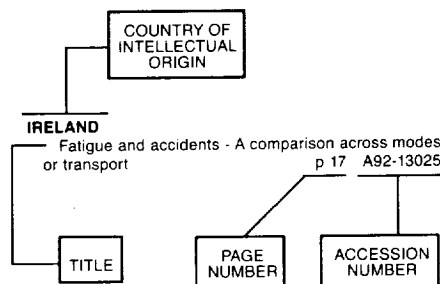 COUNTRY OF
INTELLECTUAL
ORIGIN
IRELAND
Fatigue and accidents - A comparison across modes
or transport
p 17 A92-13025
TITLE
PAGE
NUMBER
ACCESSION
NUMBER